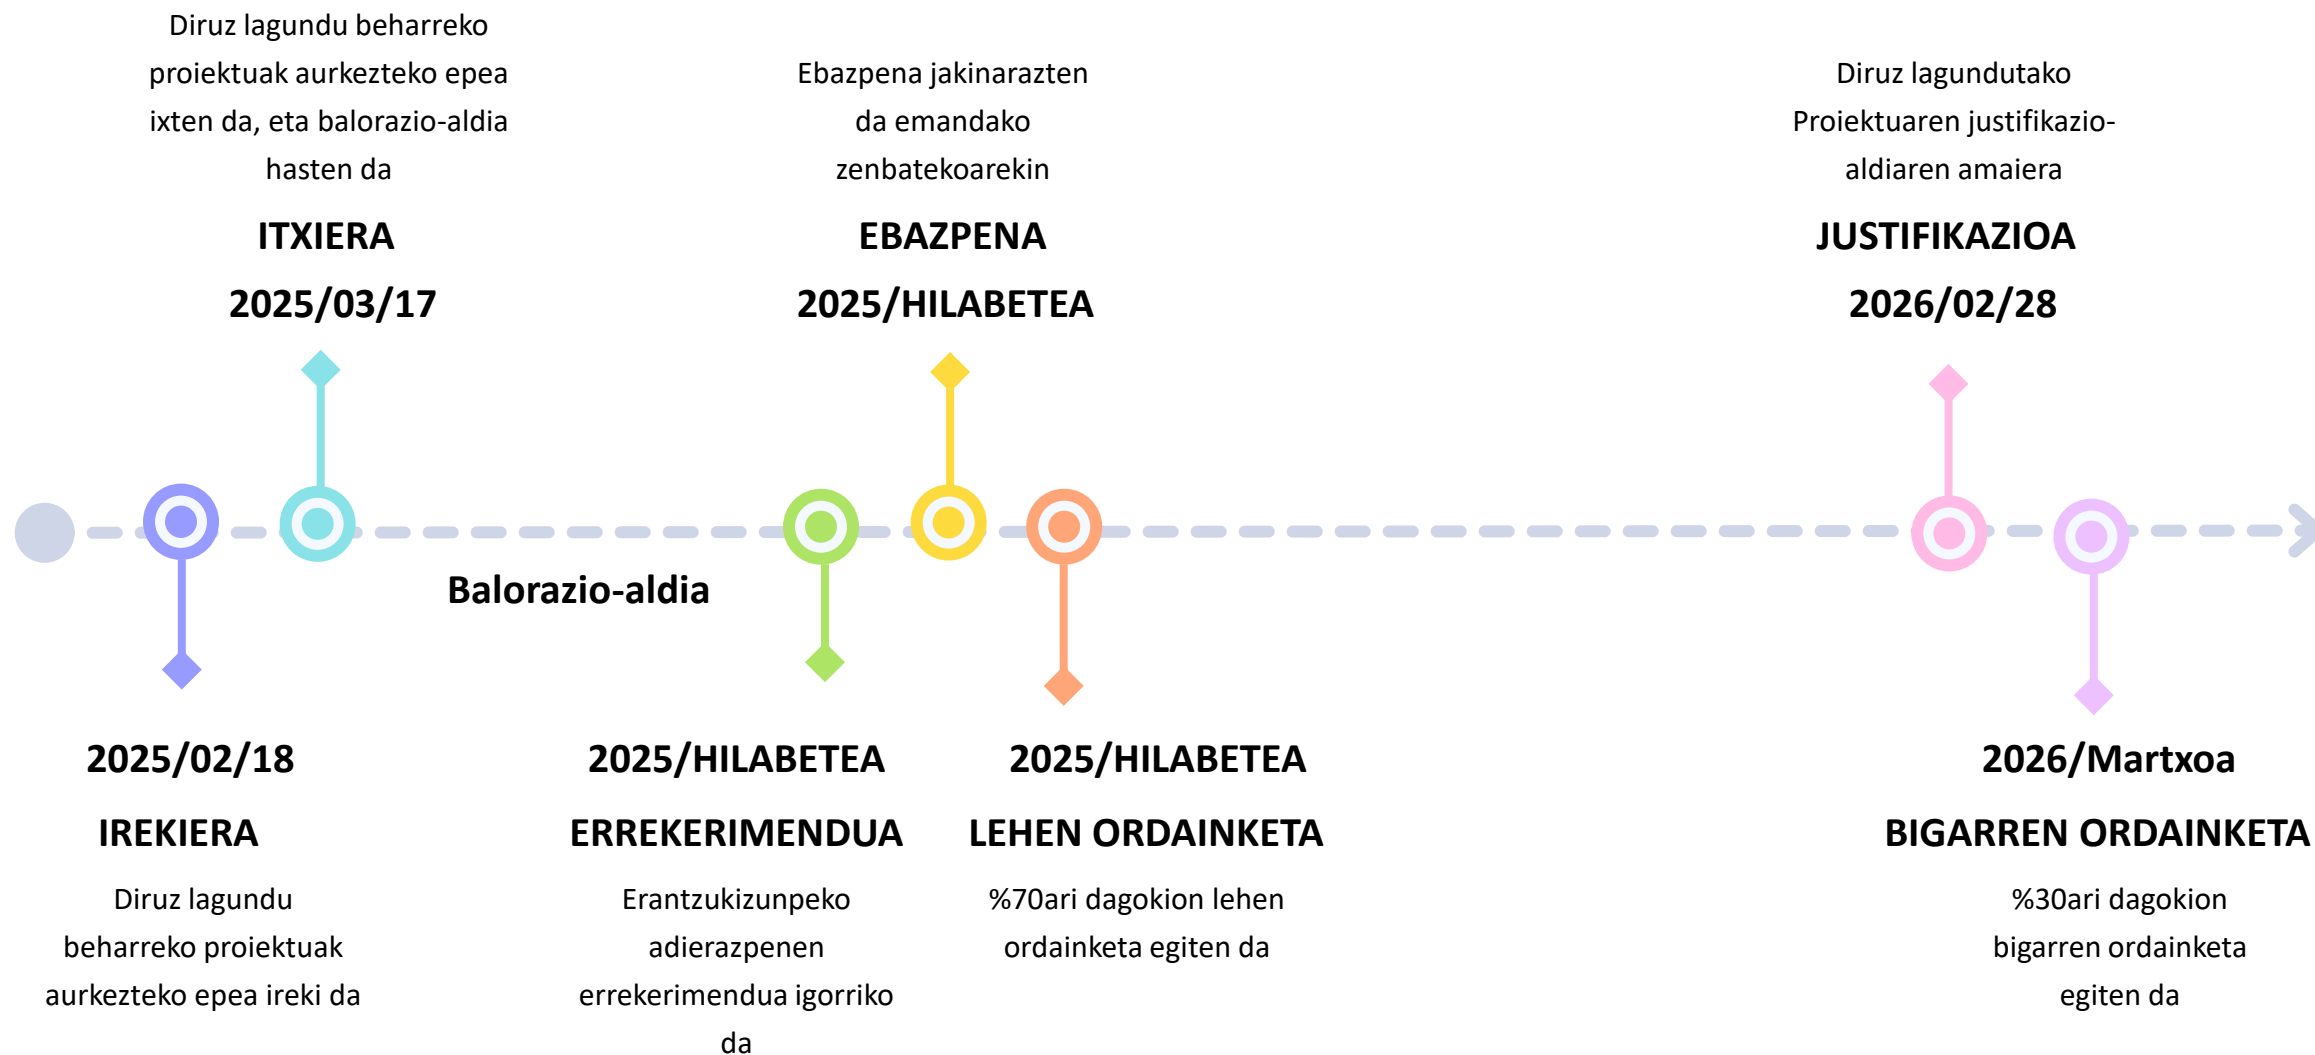 Diruz lagundu beharreko
proiektuak aurkezteko epea
ixten da, eta balorazio-aldia
hasten da
ITXIERA
2025/03/17
Ebazpena jakinarazten
da emandako
zenbatekoarekin
EBAZPENA
2025/HILABETEA
Diruz lagundutako
Proiektuaren justifikazio-
aldiaren amaiera
JUSTIFIKAZIOA
2026/02/28
Balorazio-aldia
2025/02/18
IREKIERA
Diruz lagundu
beharreko proiektuak
aurkezteko epea ireki da
2025/HILABETEA
ERREKERIMENDUA
Erantzukizunpeko
adierazpenen
errekerimendua igorriko
da
2025/HILABETEA
LEHEN ORDAINKETA
%70ari dagokion lehen
ordainketa egiten da
2026/Martxoa
BIGARREN ORDAINKETA
%30ari dagokion
bigarren ordainketa
egiten da